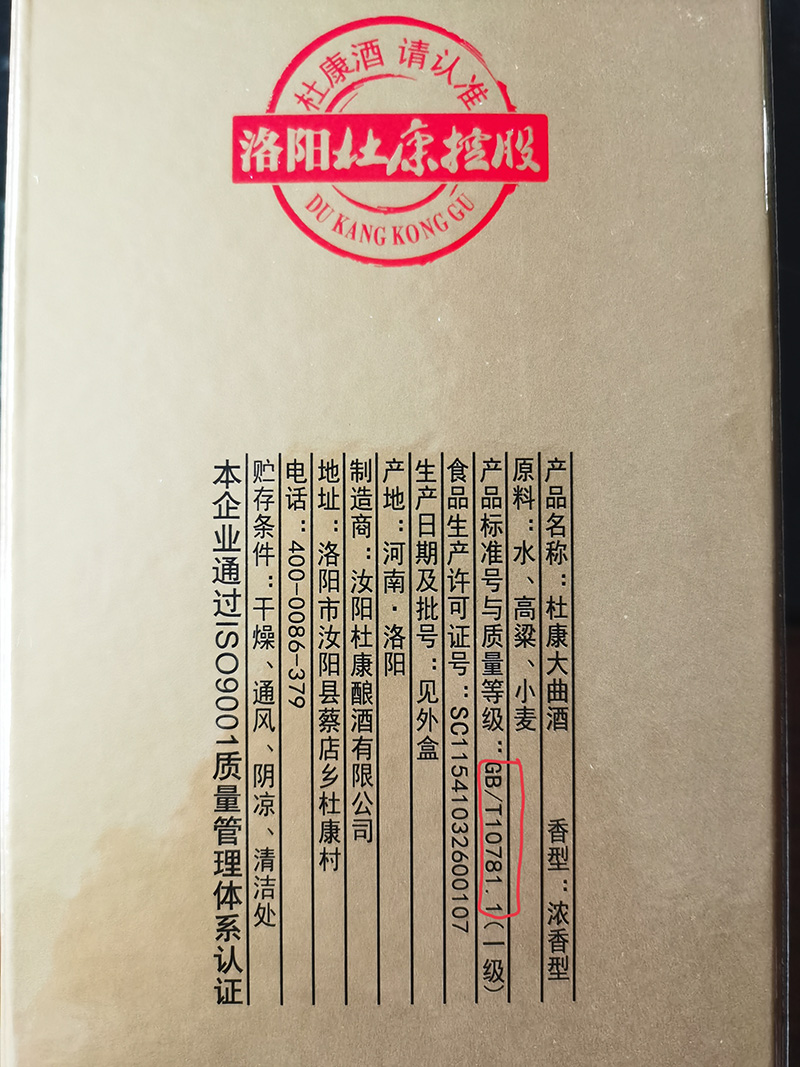 杜康酒 请认准
洛阳杜康控股
DU KANG KONG GU
产品名称：杜康大曲酒 香型：浓香型
原料：水、高粱、小麦
产品标准号与质量等级：GB/T10781.1（一级）
食品生产许可证号：SC11541032600107
生产日期及批号：见外盒
产地：河南·洛阳
制造商：汝阳杜康酿酒有限公司
地址：洛阳市汝阳县蔡店乡杜康村
电话：400-0086-379
贮存条件：干燥、通风、阴凉、清洁处
本企业通过ISO9001质量管理体系认证